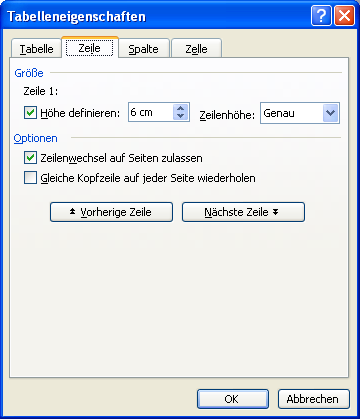 Tabelleneigenschaften
Tabelle Zeile Spalte Zelle
Größe
Zeile 1:
Höhe definieren: 6 cm Zeilenhöhe: Genau
Optionen
Zeilenwechsel auf Seiten zulassen
Gleiche Kopfzeile auf jeder Seite wiederholen
Vorherige Zeile Nächste Zeile
OK Abbrechen